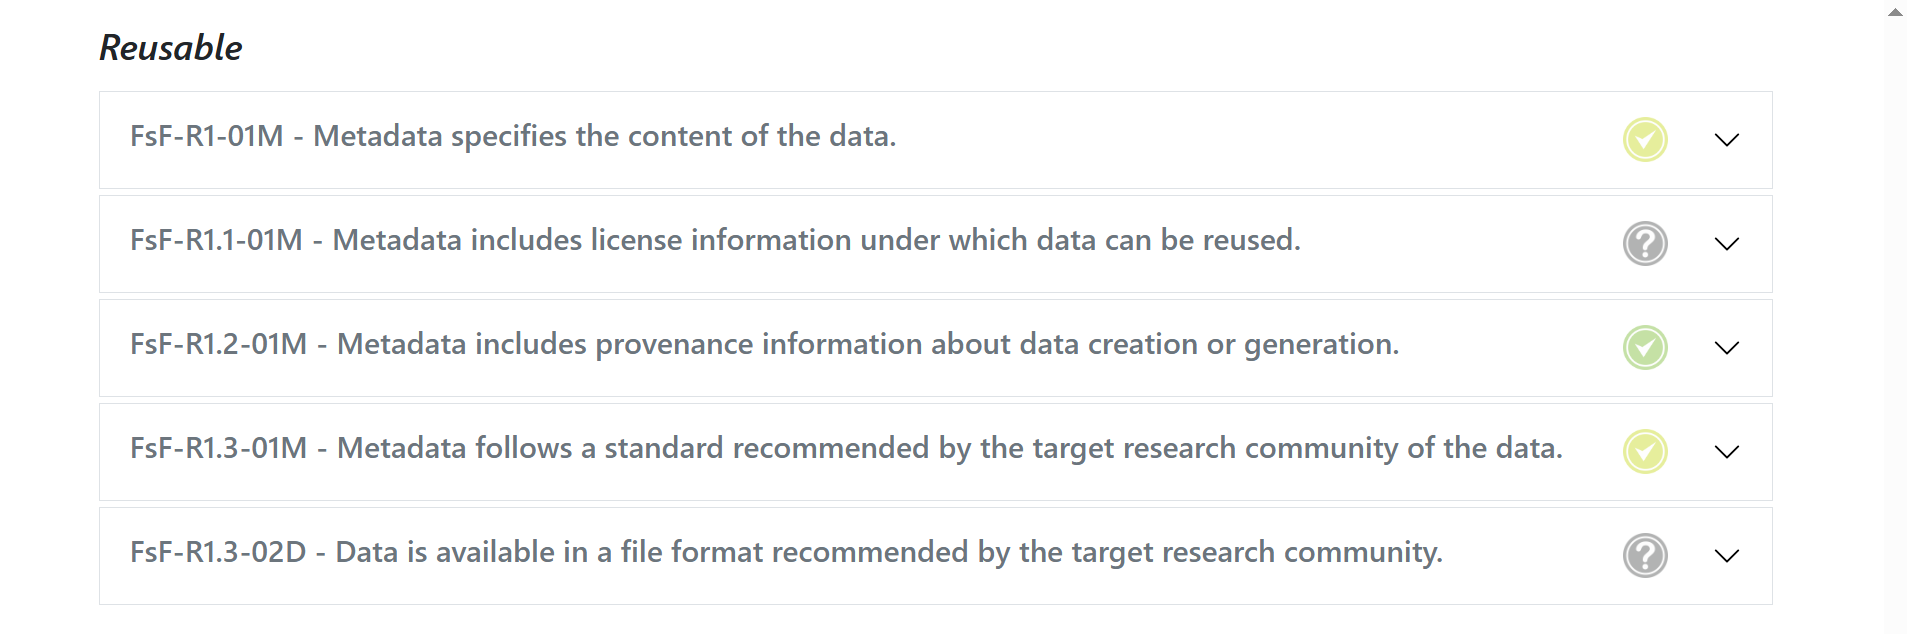 Reusable
FsF-R1-01M - Metadata specifies the content of the data.
FsF-R1.1-01M - Metadata includes license information under which data can be reused.
FsF-R1.2-01M - Metadata includes provenance information about data creation or generation.
FsF-R1.3-01M - Metadata follows a standard recommended by the target research community of the data.
FsF-R1.3-02D - Data is available in a file format recommended by the target research community.